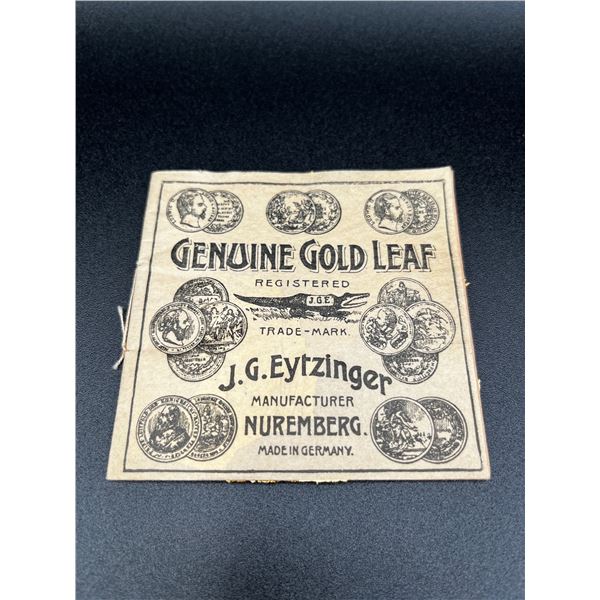 GENUINE GOLD LEAF
REGISTERED
J.G.E.
TRADE-MARK.
J.G.Eytzinger
MANUFACTURER
NUREMBERG.
MADE IN GERMANY.